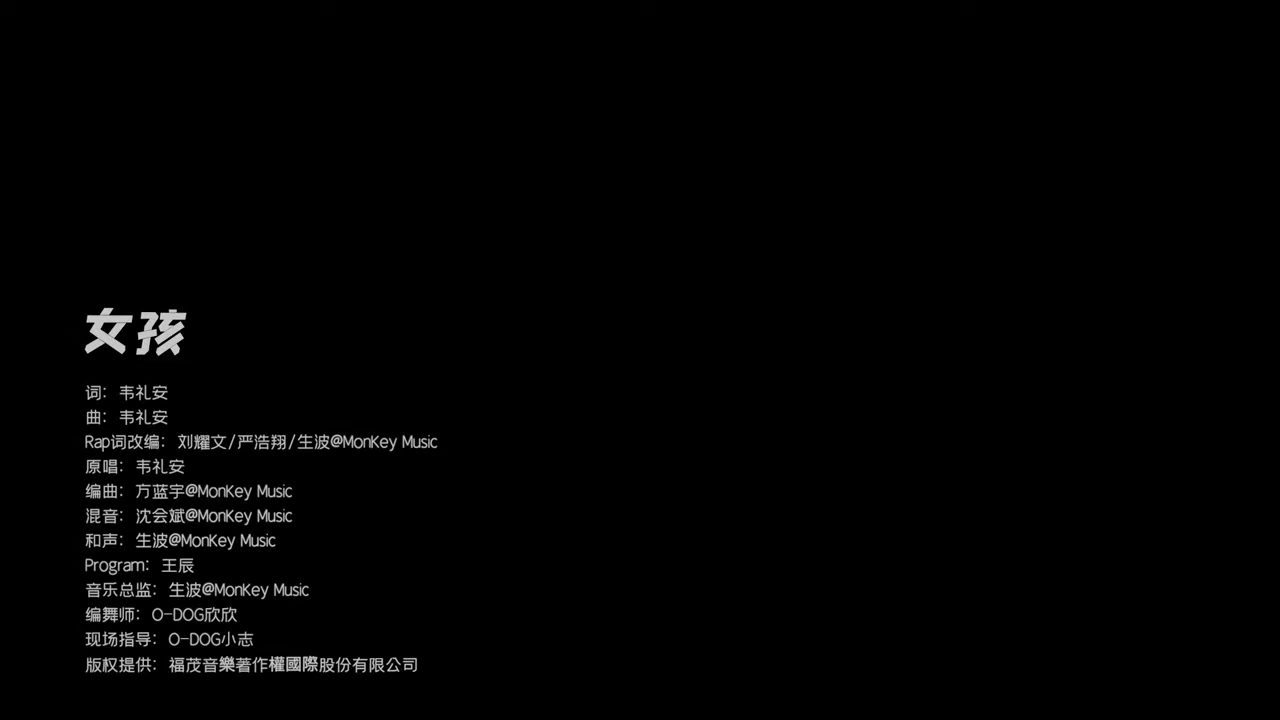 女孩
词：韦礼安
曲：韦礼安
Rap词改编：刘耀文/严浩翔/生波@MonKey Music
原唱：韦礼安
编曲：方蓝宇@MonKey Music
混音：沈会斌@MonKey Music
和声：生波@MonKey Music
Program：王辰
音乐总监：生波@MonKey Music
编舞师：O-DOG欣欣
现场指导：O-DOG小志
版权提供：福茂音樂著作權國際股份有限公司